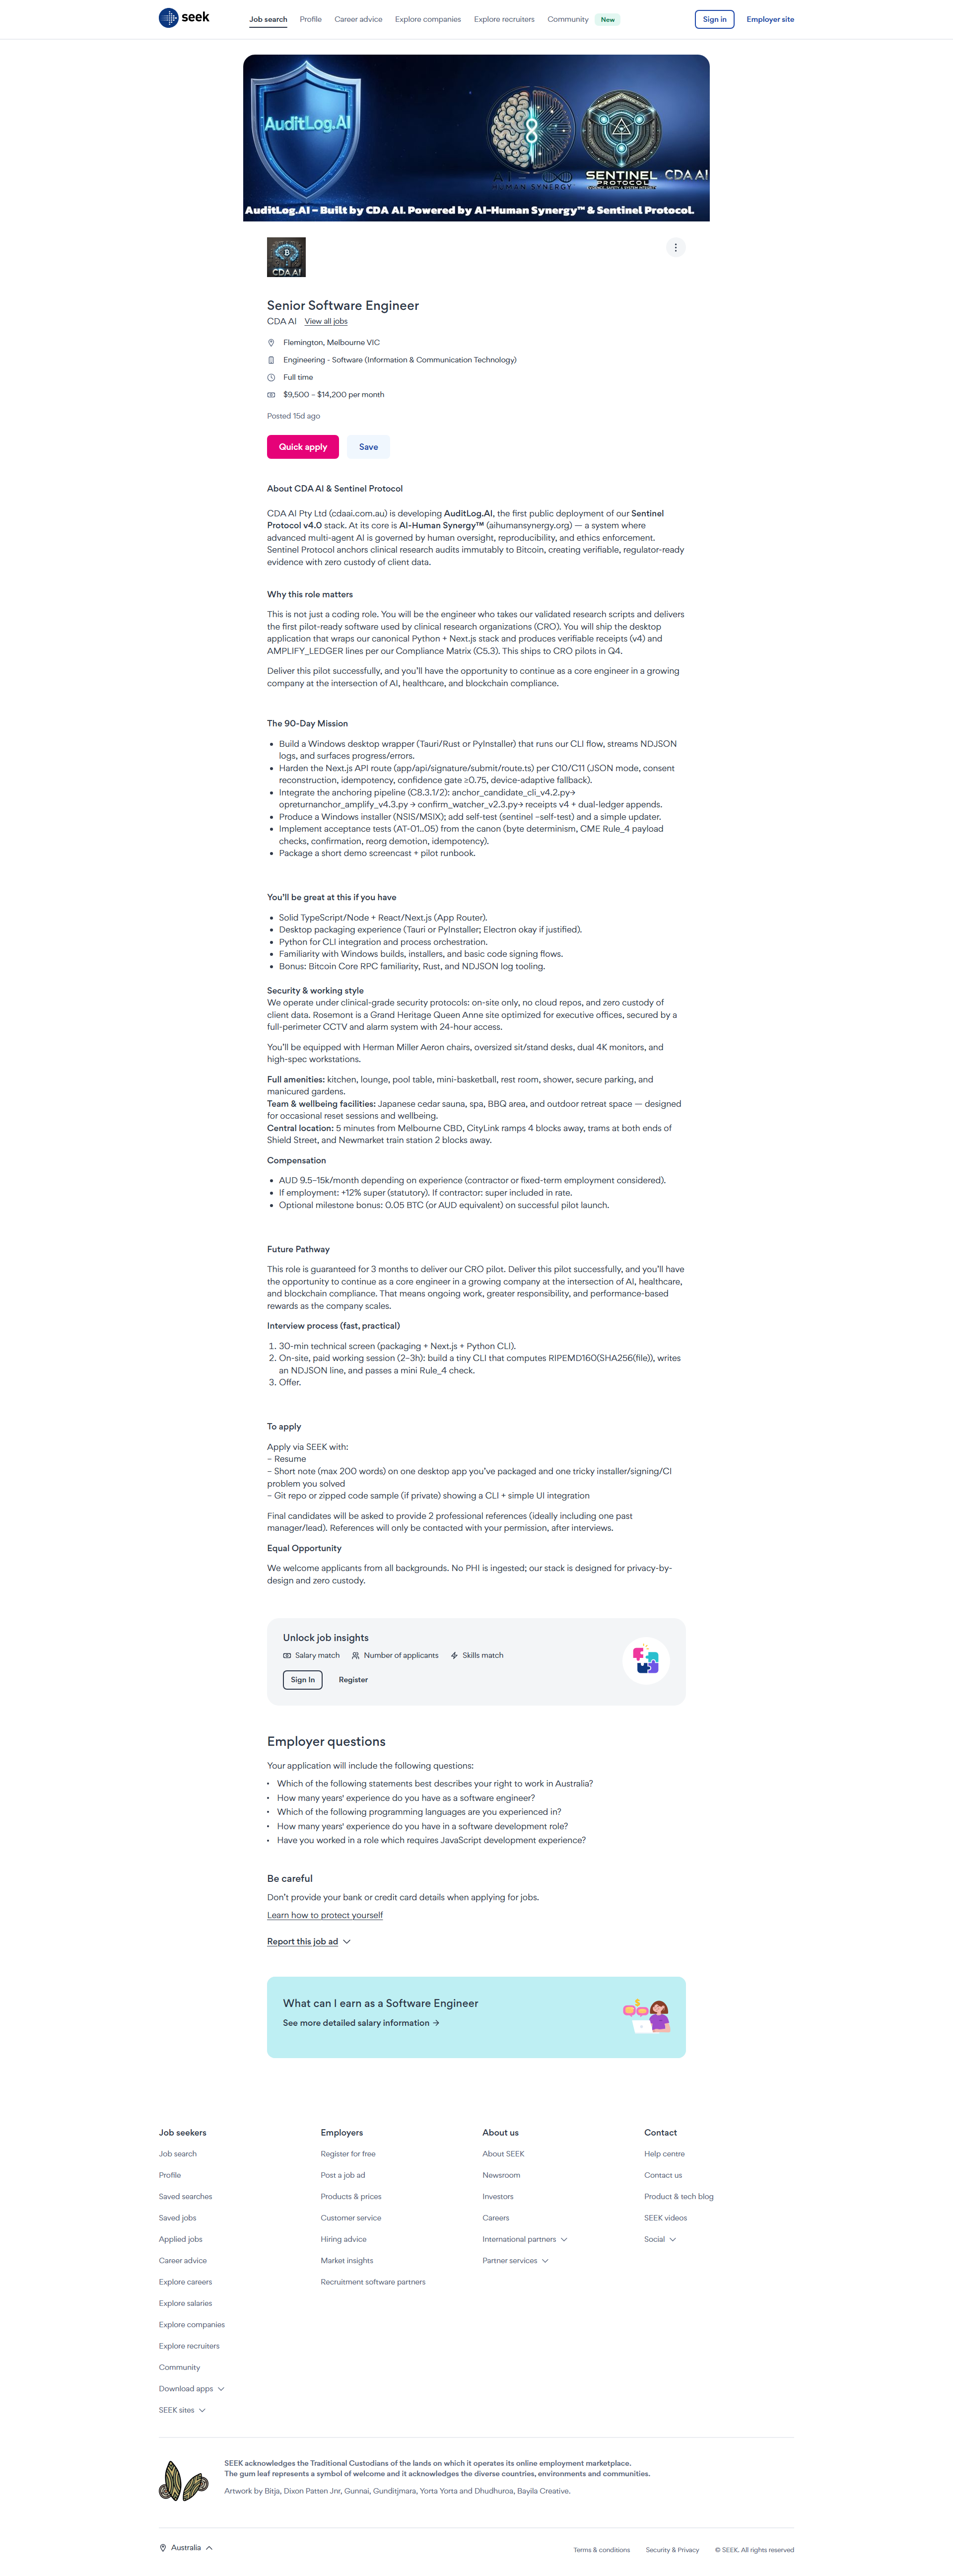 seek
Job search Profile Career advice Explore companies Explore recruiters Community New Sign in Employer site
AuditLog.AI
AI-
HUMAN SYNERGY
SENTINEL
PROTOCOL
CDA AI
AuditLog.AI – Built by CDA AI. Powered by AI-Human Synergy™ & Sentinel Protocol.
CDA AI
Senior Software Engineer
CDA AI View all jobs
Flemington, Melbourne VIC
Engineering - Software (Information & Communication Technology)
Full time
$9,500 – $14,200 per month
Posted 15d ago
Quick apply Save
About CDA AI & Sentinel Protocol
CDA AI Pty Ltd (cdaai.com.au) is developing AuditLog.AI, the first public deployment of our Sentinel
Protocol v4.0 stack. At its core is AI-Human Synergy™ (aihumansynergy.org) — a system where
advanced multi-agent AI is governed by human oversight, reproducibility, and ethics enforcement.
Sentinel Protocol anchors clinical research audits immutably to Bitcoin, creating verifiable, regulator-ready
evidence with zero custody of client data.
Why this role matters
This is not just a coding role. You will be the engineer who takes our validated research scripts and delivers
the first pilot-ready software used by clinical research organizations (CRO). You will ship the desktop
application that wraps our canonical Python + Next.js stack and produces verifiable receipts (v4) and
AMPLIFY_LEDGER lines per our Compliance Matrix (C5.3). This ships to CRO pilots in Q4.
Deliver this pilot successfully, and you'll have the opportunity to continue as a core engineer in a growing
company at the intersection of AI, healthcare, and blockchain compliance.
The 90-Day Mission
• Build a Windows desktop wrapper (Tauri/Rust or PyInstaller) that runs our CLI flow, streams NDJSON
logs, and surfaces progress/errors.
• Harden the Next.js API route (app/api/signature/submit/route.ts) per C10/C11 (JSON mode, consent
reconstruction, idempotency, confidence gate ≥0.75, device-adaptive fallback).
• Integrate the anchoring pipeline (C8.3.1/2): anchor_candidate_cli_v4.2.py→
opreturnanchor_amplify_v4.3.py → confirm_watcher_v2.3.py→ receipts v4 + dual-ledger appends.
• Produce a Windows installer (NSIS/MSIX); add self-test (sentinel –self-test) and a simple updater.
• Implement acceptance tests (AT-01..05) from the canon (byte determinism, CME Rule_4 payload
checks, confirmation, reorg demotion, idempotency).
• Package a short demo screencast + pilot runbook.
You'll be great at this if you have
• Solid TypeScript/Node + React/Next.js (App Router).
• Desktop packaging experience (Tauri or PyInstaller; Electron okay if justified).
• Python for CLI integration and process orchestration.
• Familiarity with Windows builds, installers, and basic code signing flows.
• Bonus: Bitcoin Core RPC familiarity, Rust, and NDJSON log tooling.
Security & working style
We operate under clinical-grade security protocols: on-site only, no cloud repos, and zero custody of
client data. Rosemont is a Grand Heritage Queen Anne site optimized for executive offices, secured by a
full-perimeter CCTV and alarm system with 24-hour access.
You'll be equipped with Herman Miller Aeron chairs, oversized sit/stand desks, dual 4K monitors, and
high-spec workstations.
Full amenities: kitchen, lounge, pool table, mini-basketball, rest room, shower, secure parking, and
manicured gardens.
Team & wellbeing facilities: Japanese cedar sauna, spa, BBQ area, and outdoor retreat space — designed
for occasional reset sessions and wellbeing.
Central location: 5 minutes from Melbourne CBD, CityLink ramps 4 blocks away, trams at both ends of
Shield Street, and Newmarket train station 2 blocks away.
Compensation
• AUD 9.5–15k/month depending on experience (contractor or fixed-term employment considered).
• If employment: +12% super (statutory). If contractor: super included in rate.
• Optional milestone bonus: 0.05 BTC (or AUD equivalent) on successful pilot launch.
Future Pathway
This role is guaranteed for 3 months to deliver our CRO pilot. Deliver this pilot successfully, and you'll have
the opportunity to continue as a core engineer in a growing company at the intersection of AI, healthcare,
and blockchain compliance. That means ongoing work, greater responsibility, and performance-based
rewards as the company scales.
Interview process (fast, practical)
1. 30-min technical screen (packaging + Next.js + Python CLI).
2. On-site, paid working session (2–3h): build a tiny CLI that computes RIPEMD160(SHA256(file)), writes
an NDJSON line, and passes a mini Rule_4 check.
3. Offer.
To apply
Apply via SEEK with:
– Resume
– Short note (max 200 words) on one desktop app you've packaged and one tricky installer/signing/CI
problem you solved
– Git repo or zipped code sample (if private) showing a CLI + simple UI integration
Final candidates will be asked to provide 2 professional references (ideally including one past
manager/lead). References will only be contacted with your permission, after interviews.
Equal Opportunity
We welcome applicants from all backgrounds. No PHI is ingested; our stack is designed for privacy-by-
design and zero custody.
Unlock job insights
Salary match Number of applicants Skills match
Sign In Register
Employer questions
Your application will include the following questions:
• Which of the following statements best describes your right to work in Australia?
• How many years' experience do you have as a software engineer?
• Which of the following programming languages are you experienced in?
• How many years' experience do you have in a software development role?
• Have you worked in a role which requires JavaScript development experience?
Be careful
Don't provide your bank or credit card details when applying for jobs.
Learn how to protect yourself
Report this job ad
What can I earn as a Software Engineer
See more detailed salary information →
Job seekers Employers About us Contact
Job search Register for free About SEEK Help centre
Profile Post a job ad Newsroom Contact us
Saved searches Products & prices Investors Product & tech blog
Saved jobs Customer service Careers SEEK videos
Applied jobs Hiring advice International partners Social
Career advice Market insights Partner services
Explore careers Recruitment software partners
Explore salaries
Explore companies
Explore recruiters
Community
Download apps
SEEK sites
SEEK acknowledges the Traditional Custodians of the lands on which it operates its online employment marketplace.
The gum leaf represents a symbol of welcome and it acknowledges the diverse countries, environments and communities.
Artwork by Bitja, Dixon Patten Jnr, Gunnai, Gunditjmara, Yorta Yorta and Dhudhuroa, Bayila Creative.
Australia Terms & conditions Security & Privacy © SEEK. All rights reserved